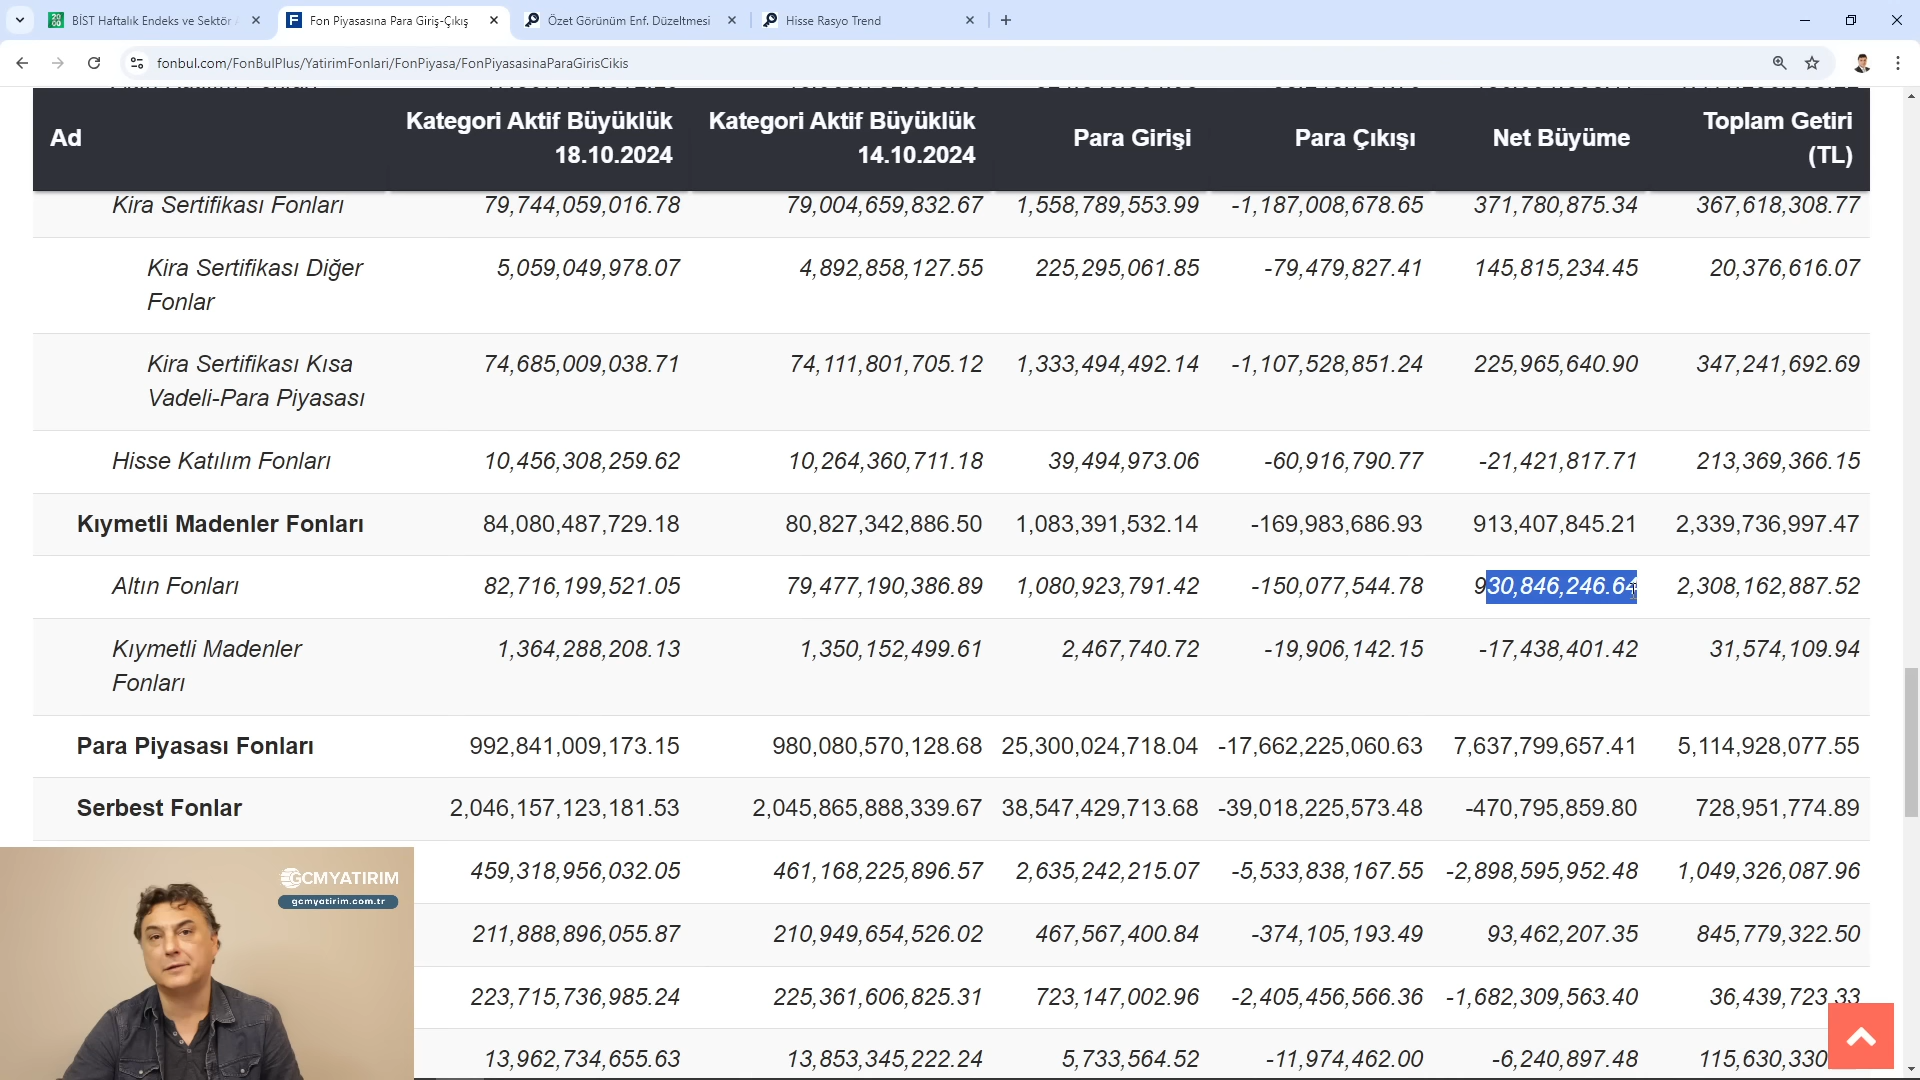 BİST Haftalık Endeks ve Sektör
Fon Piyasasına Para Giriş-Çıkış
Özet Görünüm Enf. Düzeltmesi
Hisse Rasyo Trend
fonbul.com/FonBulPlus/YatirimFonlari/FonPiyasa/FonPiyasasinaParaGirisCikis
Ad
Kategori Aktif Büyüklük 18.10.2024
Kategori Aktif Büyüklük 14.10.2024
Para Girişi
Para Çıkışı
Net Büyüme
Toplam Getiri (TL)
Kira Sertifikası Fonları 79,744,059,016.78 79,004,659,832.67 1,558,789,553.99 -1,187,008,678.65 371,780,875.34 367,618,308.77
Kira Sertifikası Diğer 5,059,049,978.07 4,892,858,127.55 225,295,061.85 -79,479,827.41 145,815,234.45 20,376,616.07
Fonlar
Kira Sertifikası Kısa 74,685,009,038.71 74,111,801,705.12 1,333,494,492.14 -1,107,528,851.24 225,965,640.90 347,241,692.69
Vadeli-Para Piyasası
Hisse Katılım Fonları 10,456,308,259.62 10,264,360,711.18 39,494,973.06 -60,916,790.77 -21,421,817.71 213,369,366.15
Kıymetli Madenler Fonları 84,080,487,729.18 80,827,342,886.50 1,083,391,532.14 -169,983,686.93 913,407,845.21 2,339,736,997.47
Altın Fonları 82,716,199,521.05 79,477,190,386.89 1,080,923,791.42 -150,077,544.78 930,846,246.64 2,308,162,887.52
Kıymetli Madenler 1,364,288,208.13 1,350,152,499.61 2,467,740.72 -19,906,142.15 -17,438,401.42 31,574,109.94
Fonları
Para Piyasası Fonları 992,841,009,173.15 980,080,570,128.68 25,300,024,718.04 -17,662,225,060.63 7,637,799,657.41 5,114,928,077.55
Serbest Fonlar 2,046,157,123,181.53 2,045,865,888,339.67 38,547,429,713.68 -39,018,225,573.48 -470,795,859.80 728,951,774.89
459,318,956,032.05 461,168,225,896.57 2,635,242,215.07 -5,533,838,167.55 -2,898,595,952.48 1,049,326,087.96
211,888,896,055.87 210,949,654,526.02 467,567,400.84 -374,105,193.49 93,462,207.35 845,779,322.50
223,715,736,985.24 225,361,606,825.31 723,147,002.96 -2,405,456,566.36 -1,682,309,563.40 36,439,723.33
13,962,734,655.63 13,853,345,222.24 5,733,564.52 -11,974,462.00 -6,240,897.48 115,630,330
GCMYATIRIM
gcmyatirim.com.tr